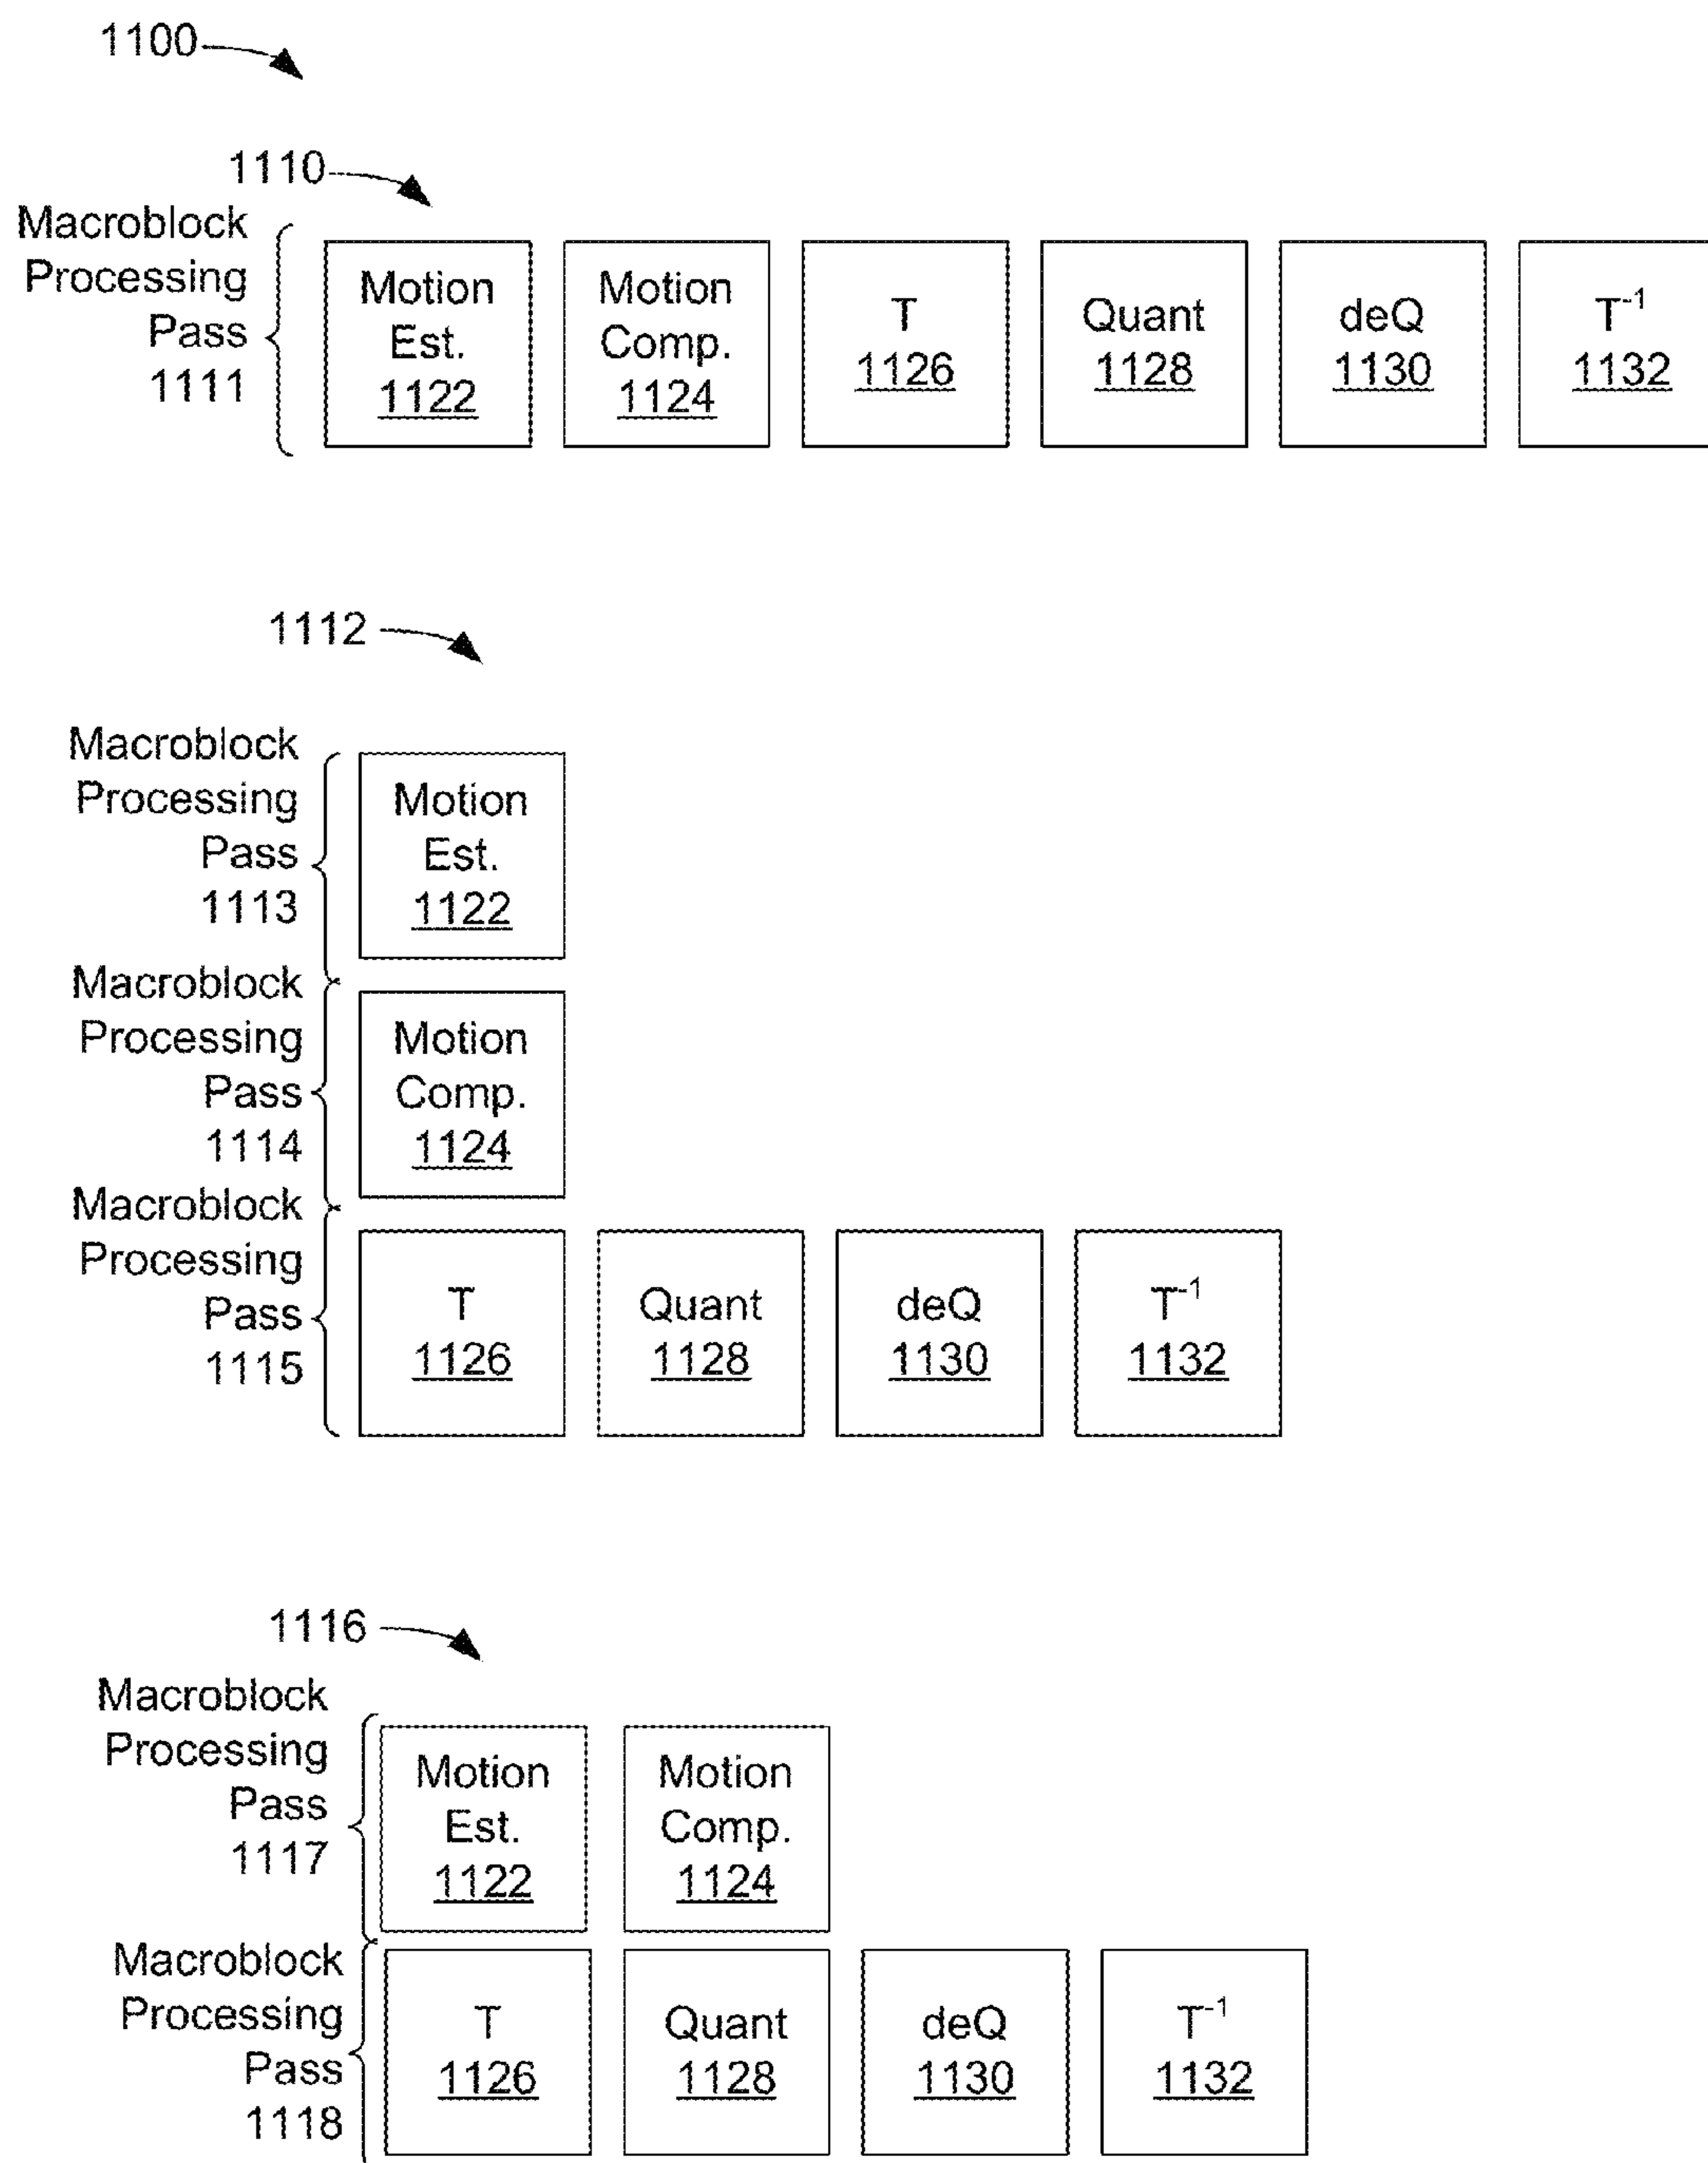 1100
1110
Macroblock
Processing
Pass
1111
Motion
Est.
1122
Motion
Comp.
1124
T
1126
Quant
1128
deQ
1130
T⁻¹
1132
1112
Macroblock
Processing
Pass
1113
Motion
Est.
1122
Macroblock
Processing
Pass
1114
Motion
Comp.
1124
Macroblock
Processing
Pass
1115
T
1126
Quant
1128
deQ
1130
T⁻¹
1132
1116
Macroblock
Processing
Pass
1117
Motion
Est.
1122
Motion
Comp.
1124
Macroblock
Processing
Pass
1118
T
1126
Quant
1128
deQ
1130
T⁻¹
1132